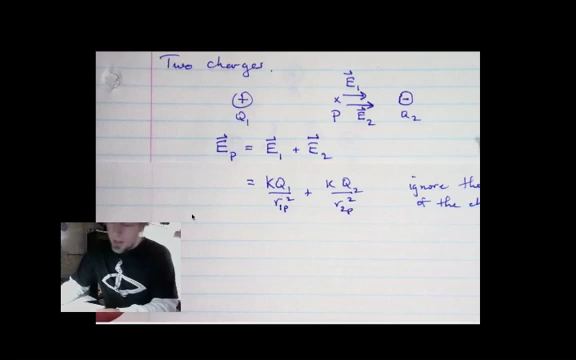 Two charges.
E⃗₁
⊕ x ⊖
Q₁ P E⃗₂ Q₂
E⃗ₚ = E⃗₁ + E⃗₂
= KQ₁/r₁ₚ² + KQ₂/r₂ₚ² ignore the
of the